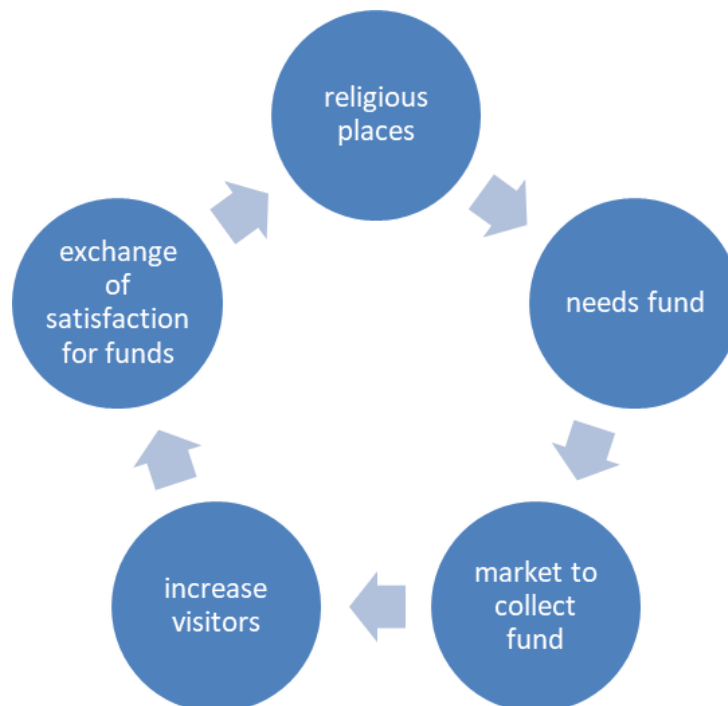 religious
places
needs fund
market to
collect
fund
increase
visitors
exchange
of
satisfaction
for funds